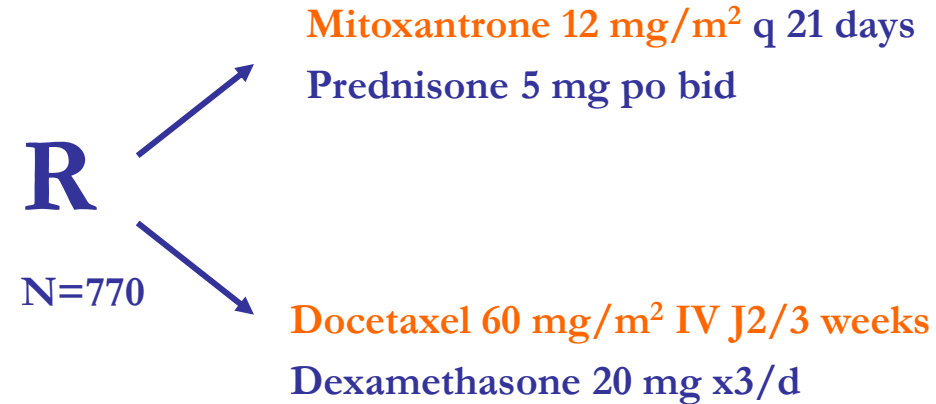 Mitoxantrone 12 mg/m² q 21 days
Prednisone 5 mg po bid
R
N=770
Docetaxel 60 mg/m² IV J2/3 weeks
Dexamethasone 20 mg x3/d